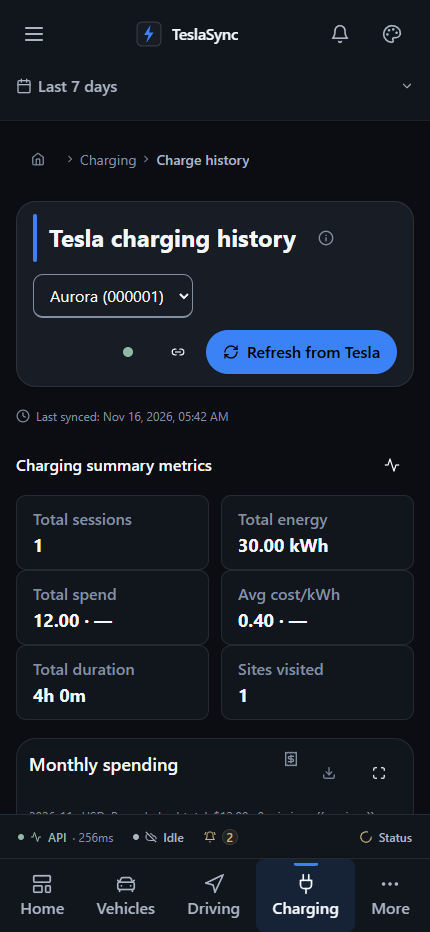 TeslaSync
Last 7 days
Charging
Charge history
Tesla charging history
Aurora (000001)
Refresh from Tesla
Last synced: Nov 16, 2026, 05:42 AM
Charging summary metrics
Total sessions
1
Total energy
30.00 kWh
Total spend
12.00 · —
Avg cost/kWh
0.40 · —
Total duration
4h 0m
Sites visited
1
Monthly spending
API · 256ms
Idle
2
Status
Home
Vehicles
Driving
Charging
More